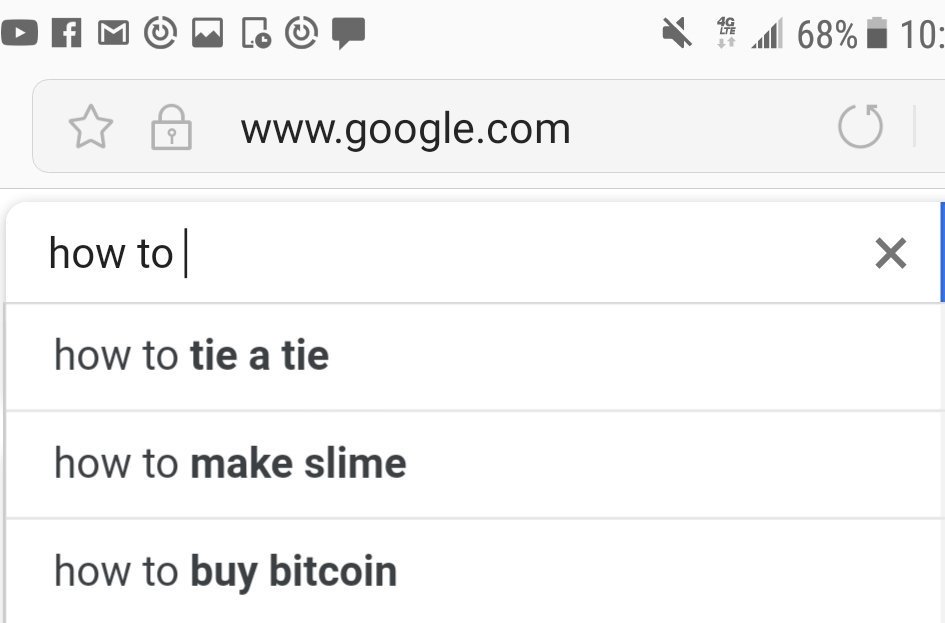 4G LTE 68% 10:
www.google.com
how to
how to tie a tie
how to make slime
how to buy bitcoin